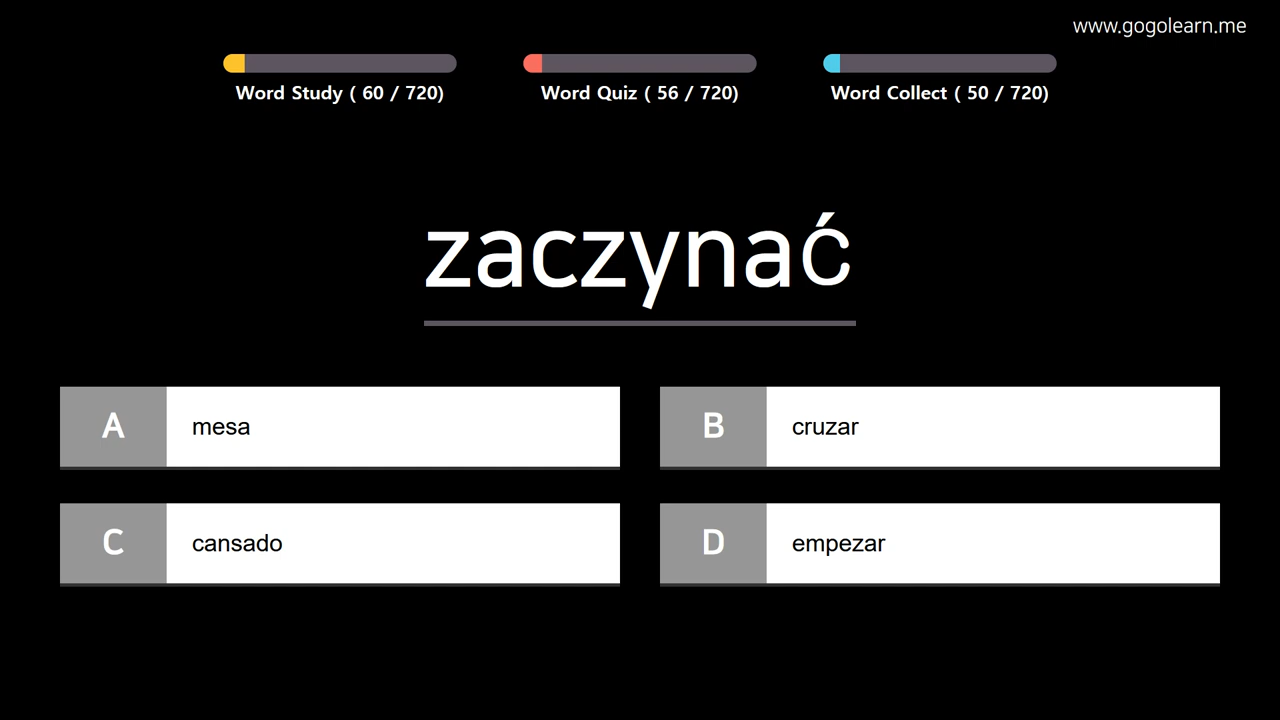 www.gogolearn.me
Word Study ( 60 / 720)
Word Quiz ( 56 / 720)
Word Collect ( 50 / 720)
zaczynać
A
mesa
B
cruzar
C
cansado
D
empezar